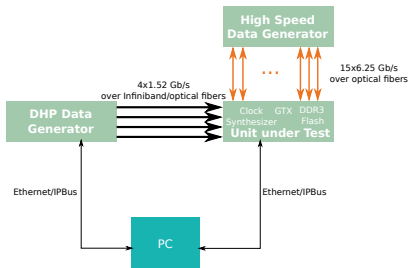 High Speed
Data Generator
...
15x6.25 Gb/s
over optical fibers
4x1.52 Gb/s
over Infiniband/optical fibers
DHP Data
Generator
Clock
Synthesizer
GTX
DDR3
Flash
Unit under Test
Ethernet/IPBus
Ethernet/IPBus
PC